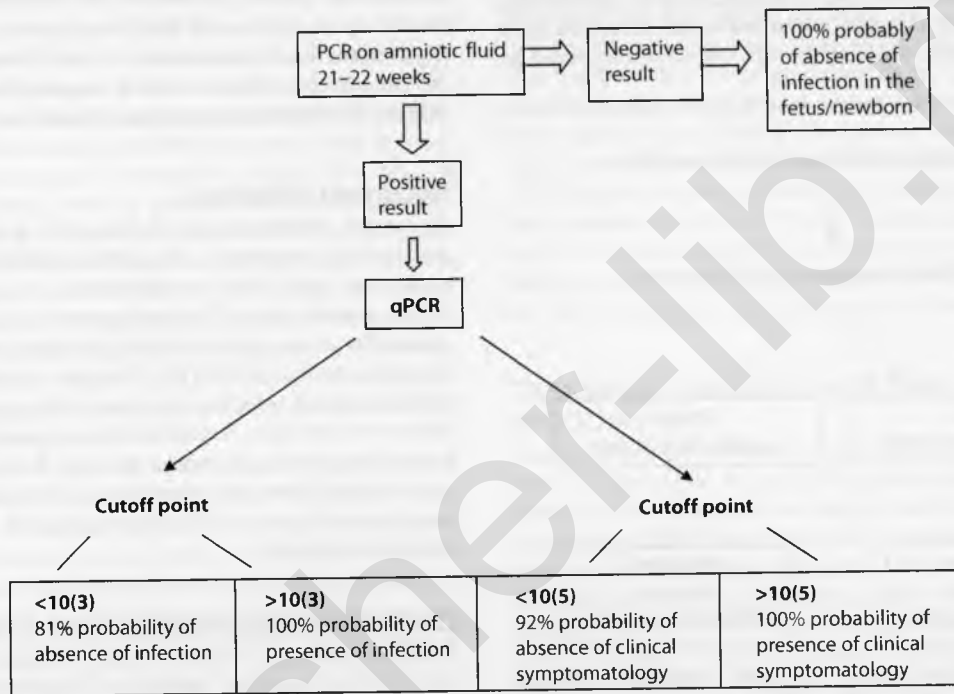 PCR on amniotic fluid
21–22 weeks
Negative
result
100% probably
of absence of
infection in the
fetus/newborn
Positive
result
qPCR
Cutoff point
Cutoff point
<10(3)
81% probability of
absence of infection
>10(3)
100% probability of
presence of infection
<10(5)
92% probability of
absence of clinical
symptomatology
>10(5)
100% probability of
presence of clinical
symptomatology